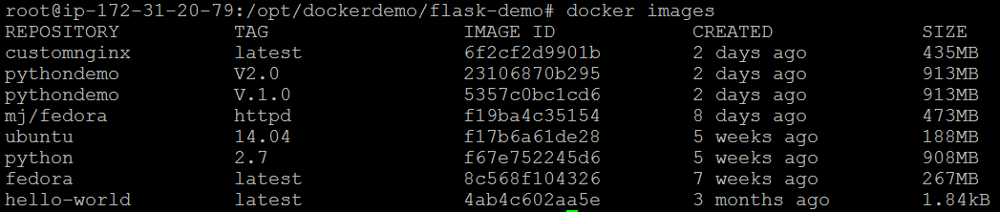 root@ip-172-31-20-79:/opt/dockerdemo/flask-demo# docker images
REPOSITORY TAG IMAGE ID CREATED SIZE
customnginx latest 6f2cf2d9901b 2 days ago 435MB
pythondemo V2.0 23106870b295 2 days ago 913MB
pythondemo V.1.0 5357c0bc1cd6 2 days ago 913MB
mj/fedora httpd f19ba4c35154 8 days ago 473MB
ubuntu 14.04 f17b6a61de28 5 weeks ago 188MB
python 2.7 f67e752245d6 5 weeks ago 908MB
fedora latest 8c568f104326 7 weeks ago 267MB
hello-world latest 4ab4c602aa5e 3 months ago 1.84kB